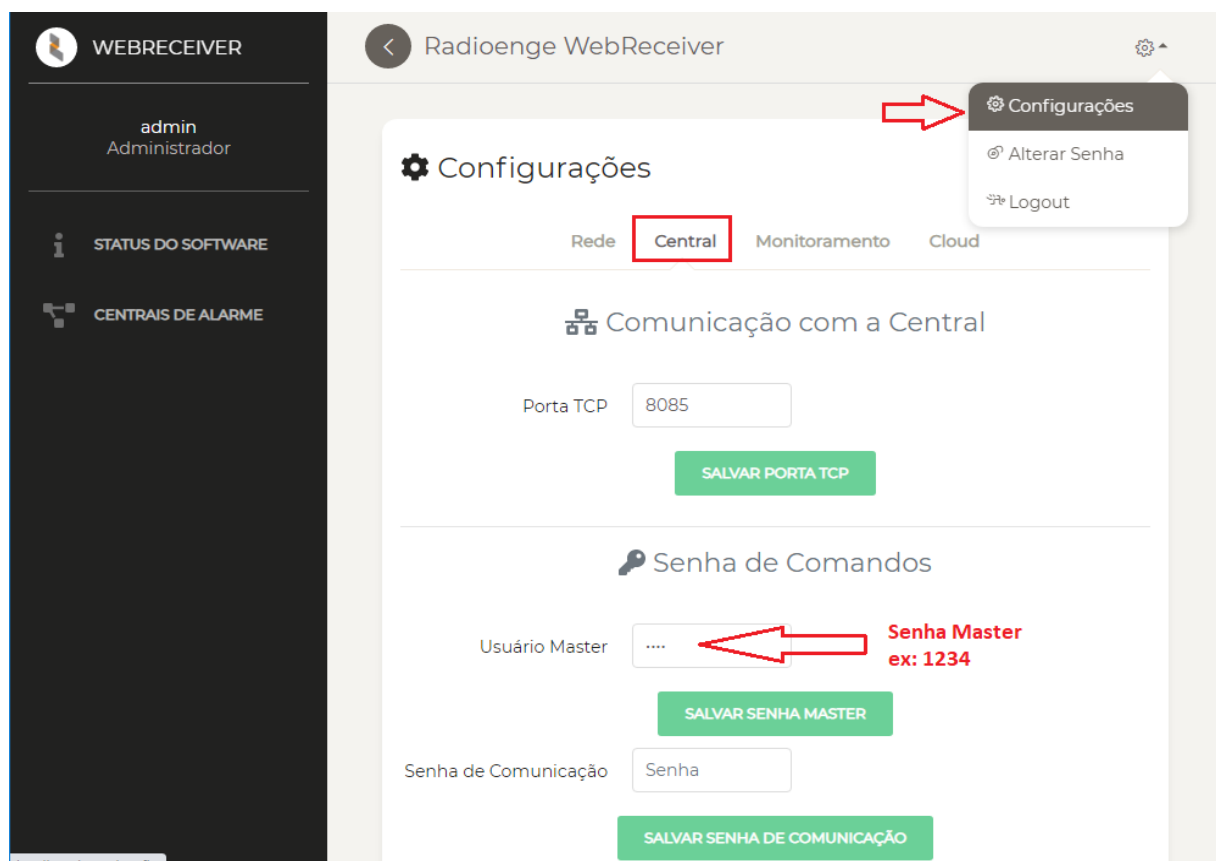 WEBRECEIVER
Radioenge WebReceiver
admin
Administrador
Configurações
Alterar Senha
Logout
STATUS DO SOFTWARE
CENTRAIS DE ALARME
Configurações
Rede Central Monitoramento Cloud
Comunicação com a Central
Porta TCP 8085
SALVAR PORTA TCP
Senha de Comandos
Usuário Master ····
Senha Master
ex: 1234
SALVAR SENHA MASTER
Senha de Comunicação Senha
SALVAR SENHA DE COMUNICAÇÃO